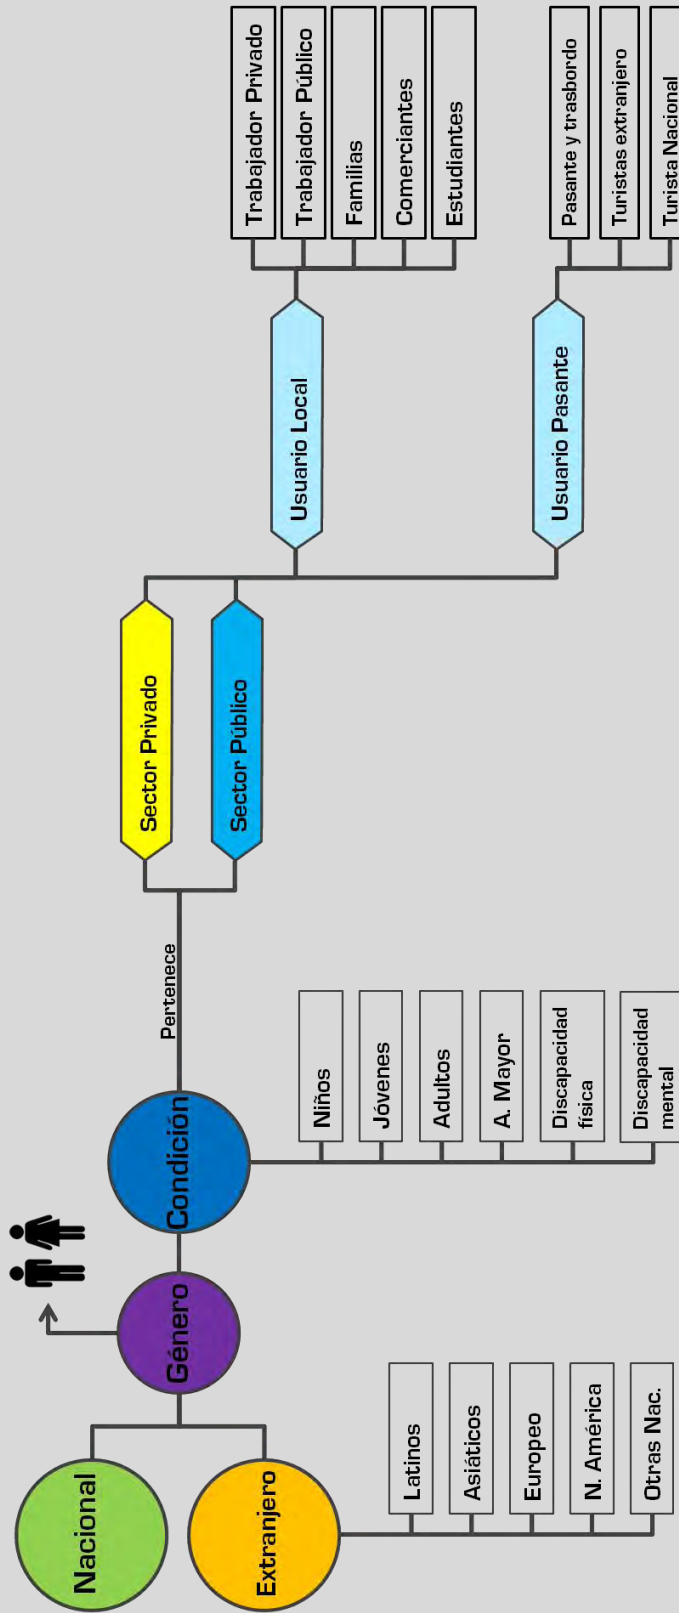 Nacional
Extranjero
Latinos
Asiáticos
Europeo
N. América
Otras Nac.
Género
Condición
Niños
Jóvenes
Adultos
A. Mayor
Discapacidad
física
Discapacidad
mental
Pertenece
Sector Privado
Sector Público
Usuario Local
Usuario Pasante
Trabajador Privado
Trabajador Público
Familias
Comerciantes
Estudiantes
Pasante y trasbordo
Turistas extranjero
Turista Nacional